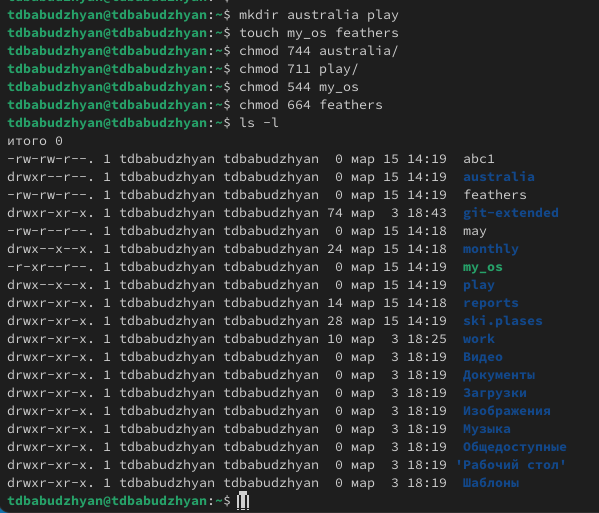 tdbabudzhyan@tdbabudzhyan:~$ mkdir australia play
tdbabudzhyan@tdbabudzhyan:~$ touch my_os feathers
tdbabudzhyan@tdbabudzhyan:~$ chmod 744 australia/
tdbabudzhyan@tdbabudzhyan:~$ chmod 711 play/
tdbabudzhyan@tdbabudzhyan:~$ chmod 544 my_os
tdbabudzhyan@tdbabudzhyan:~$ chmod 664 feathers
tdbabudzhyan@tdbabudzhyan:~$ ls -l
итого 0
-rw-rw-r--. 1 tdbabudzhyan tdbabudzhyan  0 мар 15 14:19  abc1
drwxr--r--. 1 tdbabudzhyan tdbabudzhyan  0 мар 15 14:19  australia
-rw-rw-r--. 1 tdbabudzhyan tdbabudzhyan  0 мар 15 14:19  feathers
drwxr-xr-x. 1 tdbabudzhyan tdbabudzhyan 74 мар  3 18:43  git-extended
-rw-r--r--. 1 tdbabudzhyan tdbabudzhyan  0 мар 15 14:18  may
drwx--x--x. 1 tdbabudzhyan tdbabudzhyan 24 мар 15 14:18  monthly
-r-xr--r--. 1 tdbabudzhyan tdbabudzhyan  0 мар 15 14:19  my_os
drwx--x--x. 1 tdbabudzhyan tdbabudzhyan  0 мар 15 14:19  play
drwxr-xr-x. 1 tdbabudzhyan tdbabudzhyan 14 мар 15 14:18  reports
drwxr-xr-x. 1 tdbabudzhyan tdbabudzhyan 28 мар 15 14:19  ski.plases
drwxr-xr-x. 1 tdbabudzhyan tdbabudzhyan 10 мар  3 18:25  work
drwxr-xr-x. 1 tdbabudzhyan tdbabudzhyan  0 мар  3 18:19  Видео
drwxr-xr-x. 1 tdbabudzhyan tdbabudzhyan  0 мар  3 18:19  Документы
drwxr-xr-x. 1 tdbabudzhyan tdbabudzhyan  0 мар  3 18:19  Загрузки
drwxr-xr-x. 1 tdbabudzhyan tdbabudzhyan  0 мар  3 18:19  Изображения
drwxr-xr-x. 1 tdbabudzhyan tdbabudzhyan  0 мар  3 18:19  Музыка
drwxr-xr-x. 1 tdbabudzhyan tdbabudzhyan  0 мар  3 18:19  Общедоступные
drwxr-xr-x. 1 tdbabudzhyan tdbabudzhyan  0 мар  3 18:19 'Рабочий стол'
drwxr-xr-x. 1 tdbabudzhyan tdbabudzhyan  0 мар  3 18:19  Шаблоны
tdbabudzhyan@tdbabudzhyan:~$